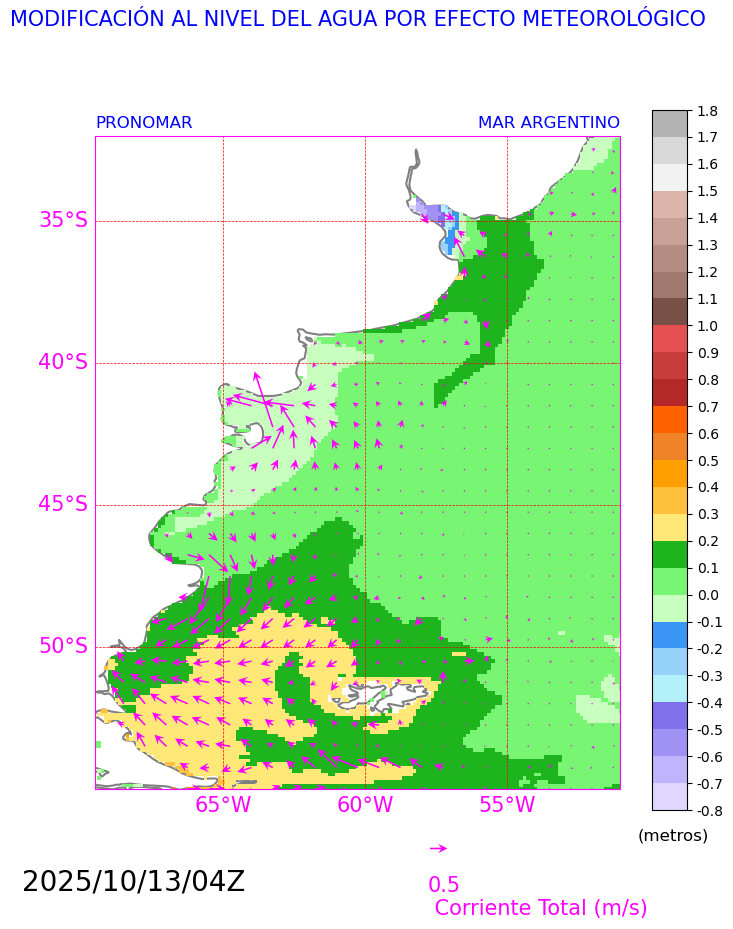 MODIFICACIÓN AL NIVEL DEL AGUA POR EFECTO METEOROLÓGICO
PRONOMAR MAR ARGENTINO
1.8
1.7
1.6
1.5
1.4
1.3
1.2
1.1
1.0
0.9
0.8
0.7
0.6
0.5
0.4
0.3
0.2
0.1
0.0
-0.1
-0.2
-0.3
-0.4
-0.5
-0.6
-0.7
-0.8
(metros)
35°S
40°S
45°S
50°S
65°W 60°W 55°W
2025/10/13/04Z
0.5
Corriente Total (m/s)